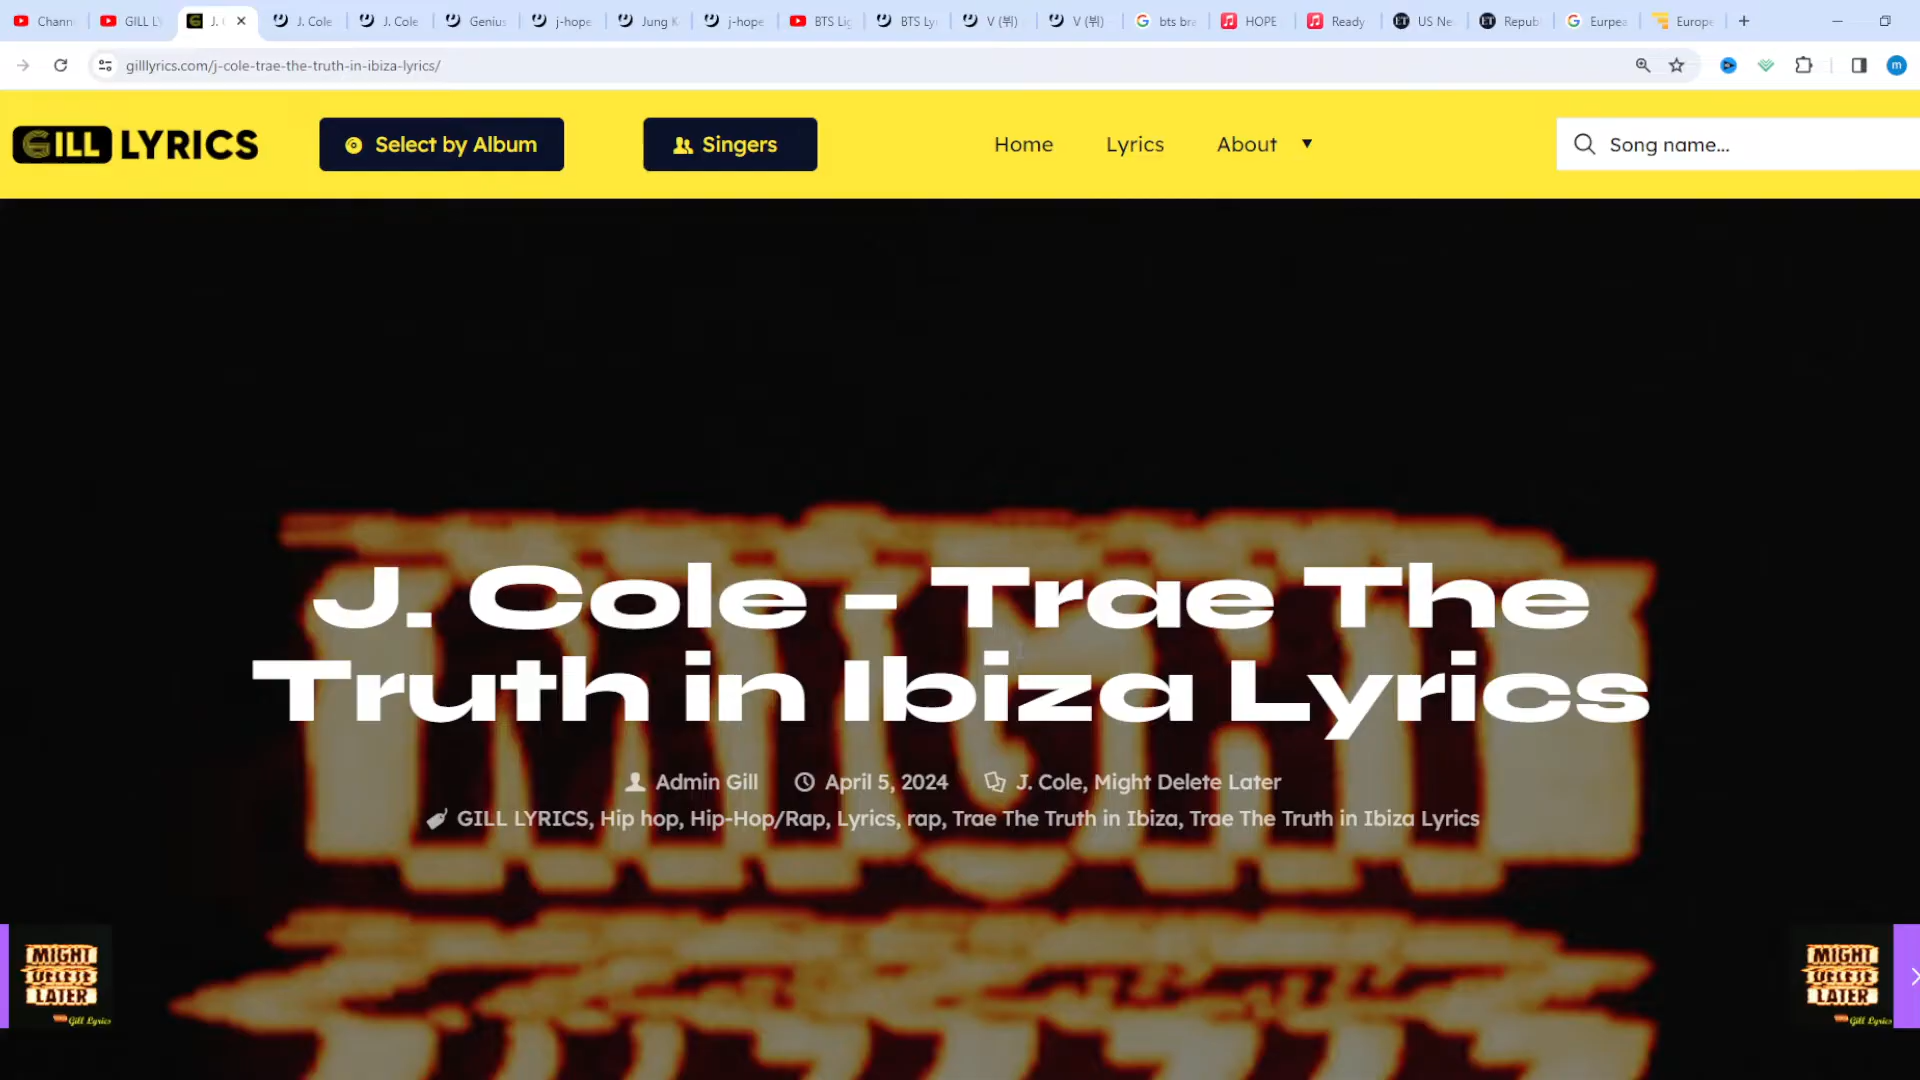 Chann
GILL LY
J. (
J. Cole
J. Cole
Genius
j-hope
Jung K
j-hope
BTS Lig
BTS Ly
V (뷔)
V (뷔)
bts bra
HOPE
Ready
US Ne
Repub
Eurpea
Europe
gilllyrics.com/j-cole-trae-the-truth-in-ibiza-lyrics/
m
GILL LYRICS
Select by Album
Singers
Home
Lyrics
About
Song name...
J. Cole – Trae The
Truth in Ibiza Lyrics
Admin Gill
April 5, 2024
J. Cole, Might Delete Later
GILL LYRICS, Hip hop, Hip-Hop/Rap, Lyrics, rap, Trae The Truth in Ibiza, Trae The Truth in Ibiza Lyrics
MIGHT
DELETE
LATER
Gill Lyrics
MIGHT
DELETE
LATER
Gill Lyrics